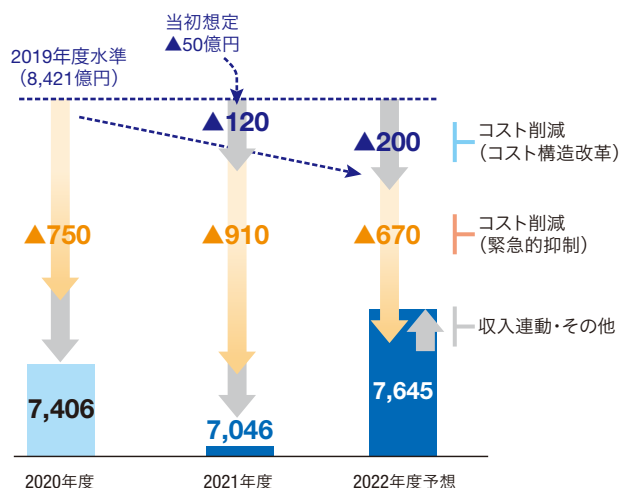 当初想定
▲50億円
2019年度水準
（8,421億円）
▲120
▲200
コスト削減
（コスト構造改革）
▲750
▲910
▲670
コスト削減
（緊急的抑制）
収入連動・その他
7,406
7,046
7,645
2020年度
2021年度
2022年度予想